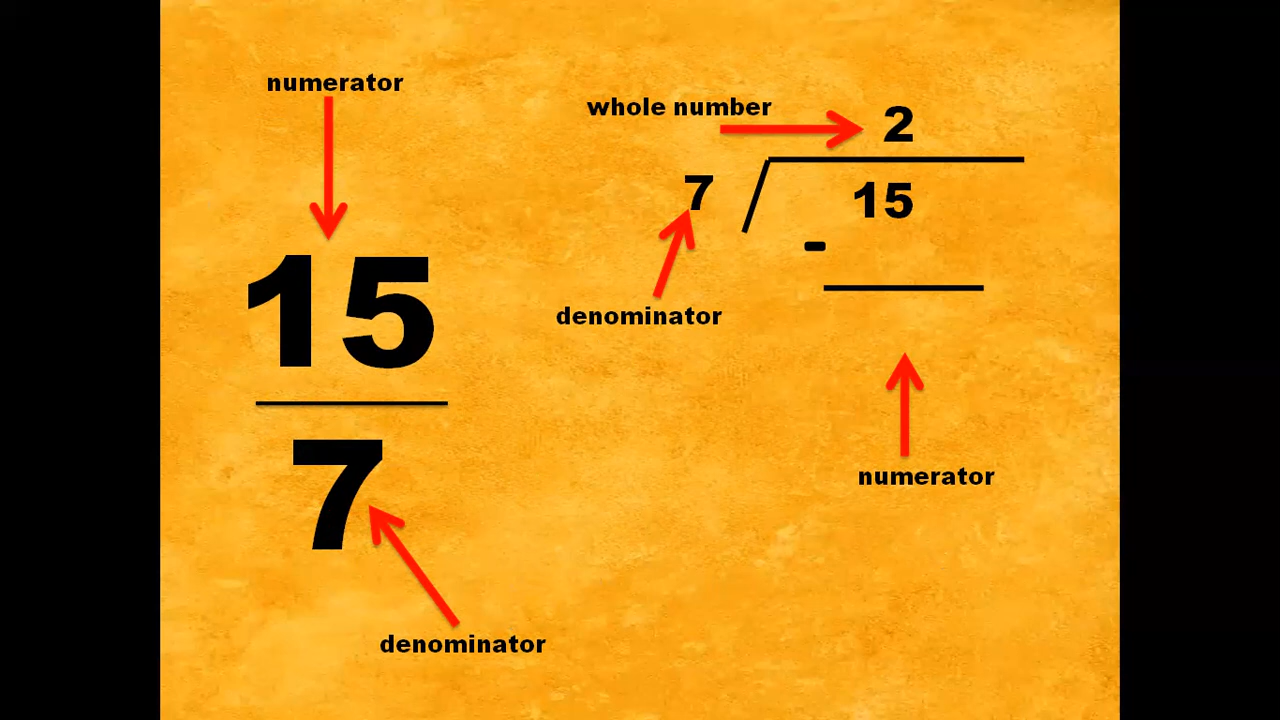 numerator
15
7
denominator
whole number
2
7
15
-
denominator
numerator